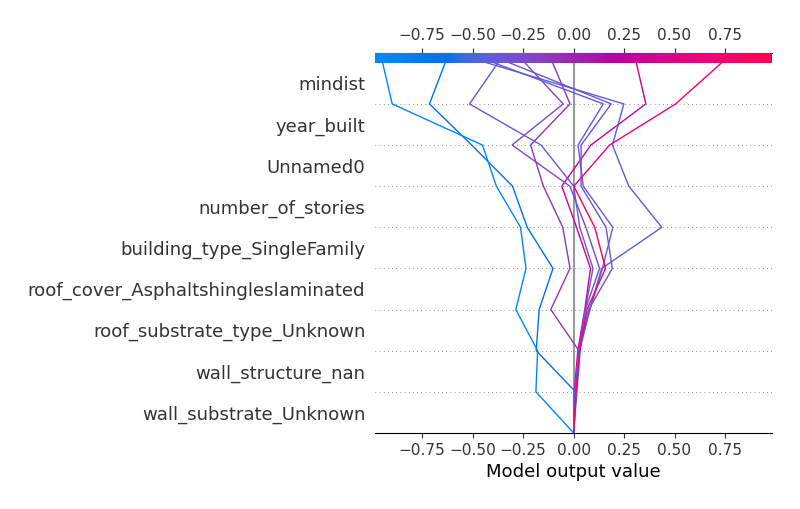 −0.75 −0.50 −0.25 0.00 0.25 0.50 0.75
mindist
year_built
Unnamed0
number_of_stories
building_type_SingleFamily
roof_cover_Asphaltshingleslaminated
roof_substrate_type_Unknown
wall_structure_nan
wall_substrate_Unknown
−0.75 −0.50 −0.25 0.00 0.25 0.50 0.75
Model output value